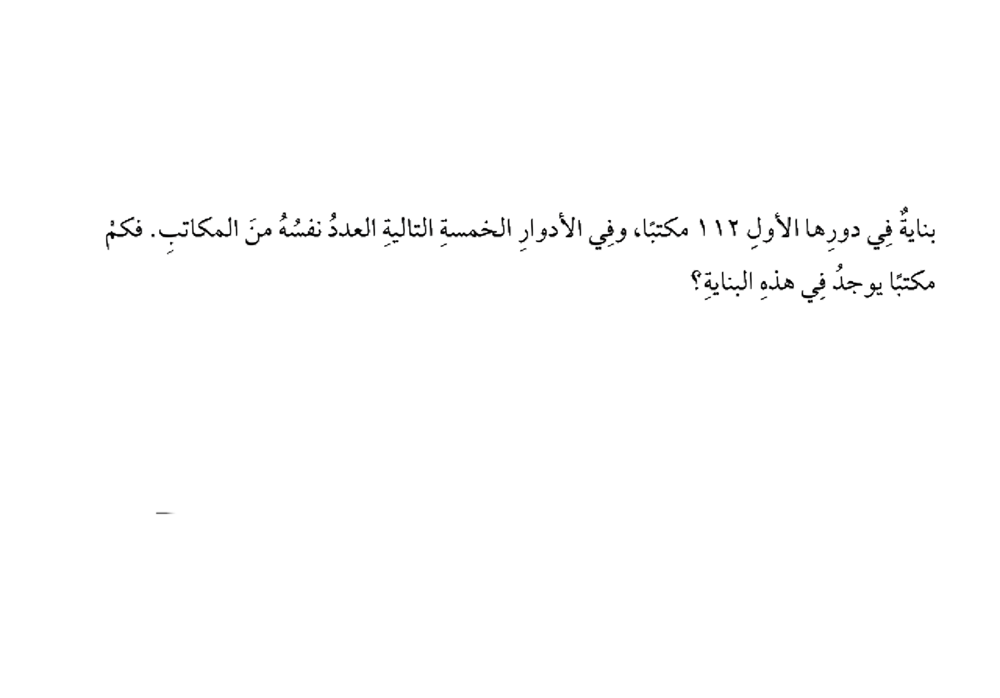 بنايةٌ فِي دورِها الأولِ ١١٢ مكتبًا، وفِي الأدوارِ الخمسةِ التاليةِ العددُ نفسُهُ منَ المكاتبِ. فكمْ
مكتبًا يوجدُ فِي هذهِ البنايةِ؟